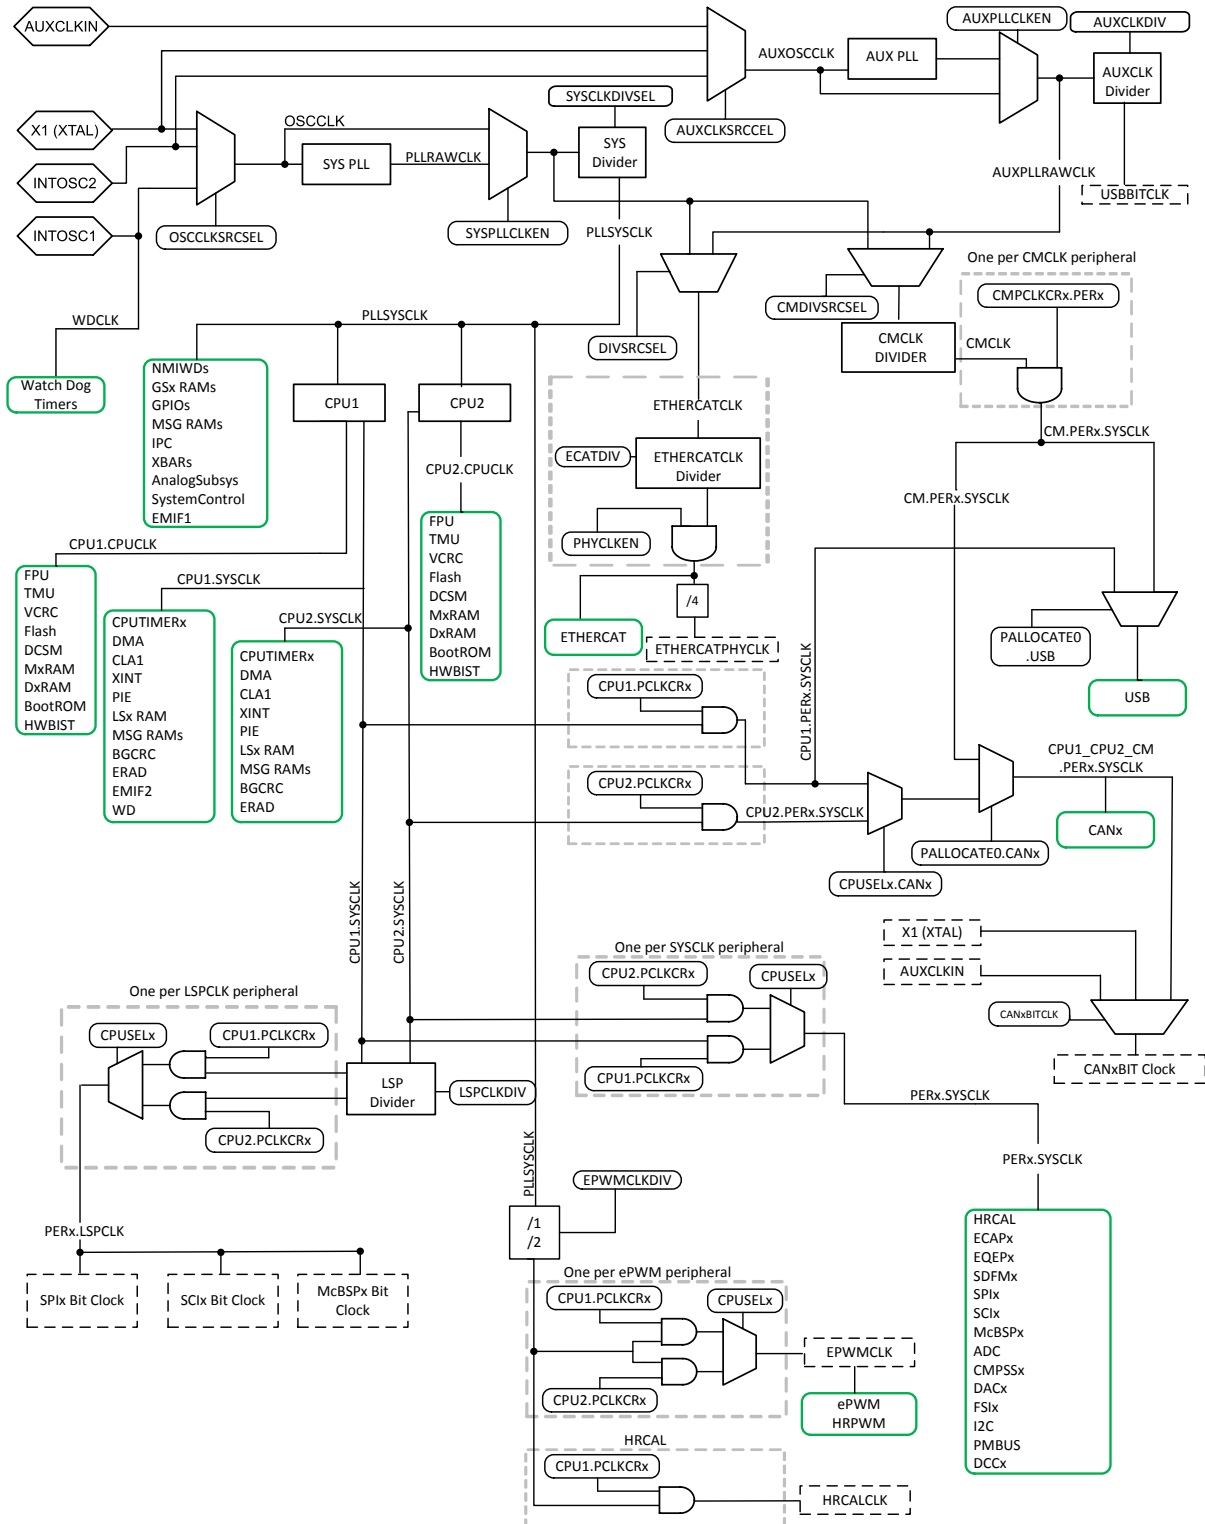 AUXCLKIN
AUXPLLCLKEN
AUXCLKDIV
AUXOSCCLK
AUX PLL
AUXCLK
Divider
SYSCLKDIVSEL
X1 (XTAL)
OSCCLK
AUXCLKSRCCEL
SYS PLL
PLLRAWCLK
SYS
Divider
INTOSC2
AUXPLLRAWCLK
USBBITCLK
INTOSC1
OSCCLKSRCSEL
SYSPLLCLKEN
PLLSYSCLK
One per CMCLK peripheral
CMPCLKCRx.PERx
CMDIVSRCSEL
WDCLK
PLLSYSCLK
DIVSRCSEL
CMCLK
DIVIDER
CMCLK
Watch Dog
Timers
NMIWDs
GSx RAMs
GPIOs
MSG RAMs
IPC
XBARs
AnalogSubsys
SystemControl
EMIF1
CPU1
CPU2
ETHERCATCLK
CM.PERx.SYSCLK
ECATDIV
ETHERCATCLK
Divider
CPU2.CPUCLK
CM.PERx.SYSCLK
PHYCLKEN
FPU
TMU
VCRC
Flash
DCSM
MxRAM
DxRAM
BootROM
HWBIST
CPU1.CPUCLK
FPU
TMU
VCRC
Flash
DCSM
MxRAM
DxRAM
BootROM
HWBIST
CPU1.SYSCLK
CPUTIMERx
DMA
CLA1
XINT
PIE
LSx RAM
MSG RAMs
BGCRC
ERAD
EMIF2
WD
CPU2.SYSCLK
CPUTIMERx
DMA
CLA1
XINT
PIE
LSx RAM
MSG RAMs
BGCRC
ERAD
/4
ETHERCAT
ETHERCATPHYCLK
PALLOCATE0
.USB
USB
CPU1.PCLKCRx
CPU1.PERx.SYSCLK
CPU1_CPU2_CM
.PERx.SYSCLK
CPU2.PCLKCRx
CPU2.PERx.SYSCLK
CANx
PALLOCATE0.CANx
CPUSELx.CANx
CPU1.SYSCLK
CPU2.SYSCLK
X1 (XTAL)
AUXCLKIN
CANxBITCLK
CANxBIT Clock
One per SYSCLK peripheral
CPU2.PCLKCRx
CPUSELx
CPU1.PCLKCRx
One per LSPCLK peripheral
CPUSELx
CPU1.PCLKCRx
LSP
Divider
LSPCLKDIV
CPU2.PCLKCRx
PERx.SYSCLK
PERx.SYSCLK
PLLSYSCLK
EPWMCLKDIV
/1
/2
PERx.LSPCLK
SPIx Bit Clock
SCIx Bit Clock
McBSPx Bit
Clock
HRCAL
ECAPx
EQEPx
SDFMx
SPIx
SCIx
McBSPx
ADC
CMPSSx
DACx
FSIx
I2C
PMBUS
DCCx
One per ePWM peripheral
CPU1.PCLKCRx
CPUSELx
EPWMCLK
CPU2.PCLKCRx
ePWM
HRPWM
HRCAL
CPU1.PCLKCRx
HRCALCLK